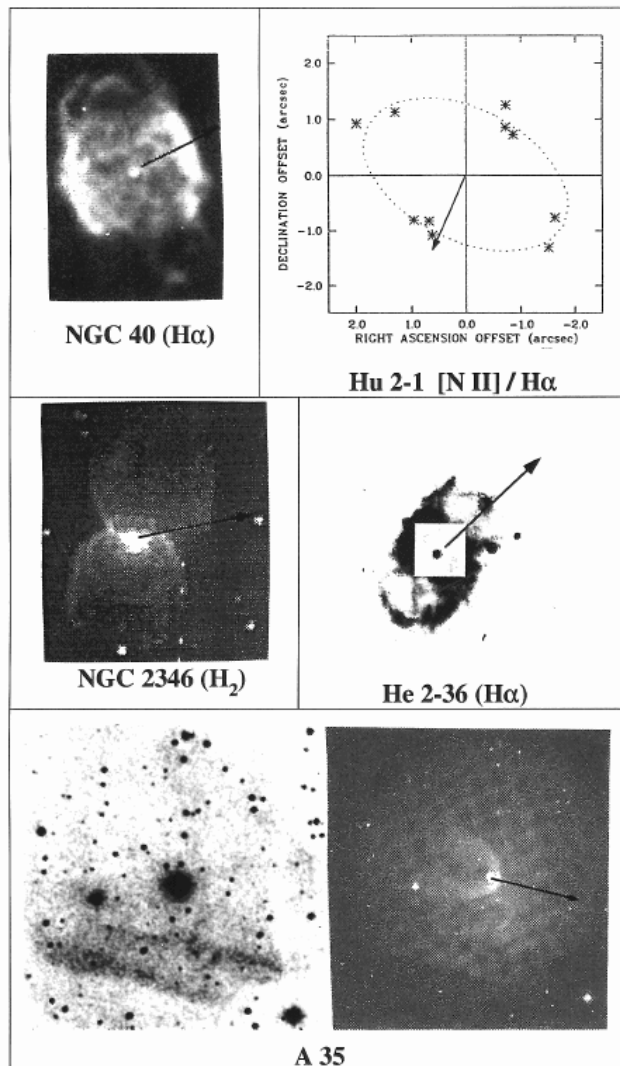 NGC 40 (Hα)
DECLINATION OFFSET (arcsec)
2.0
1.0
0.0
-1.0
-2.0
2.0 1.0 0.0 -1.0 -2.0
RIGHT ASCENSION OFFSET (arcsec)
Hu 2-1 [N II] / Hα
NGC 2346 (H₂)
He 2-36 (Hα)
A 35